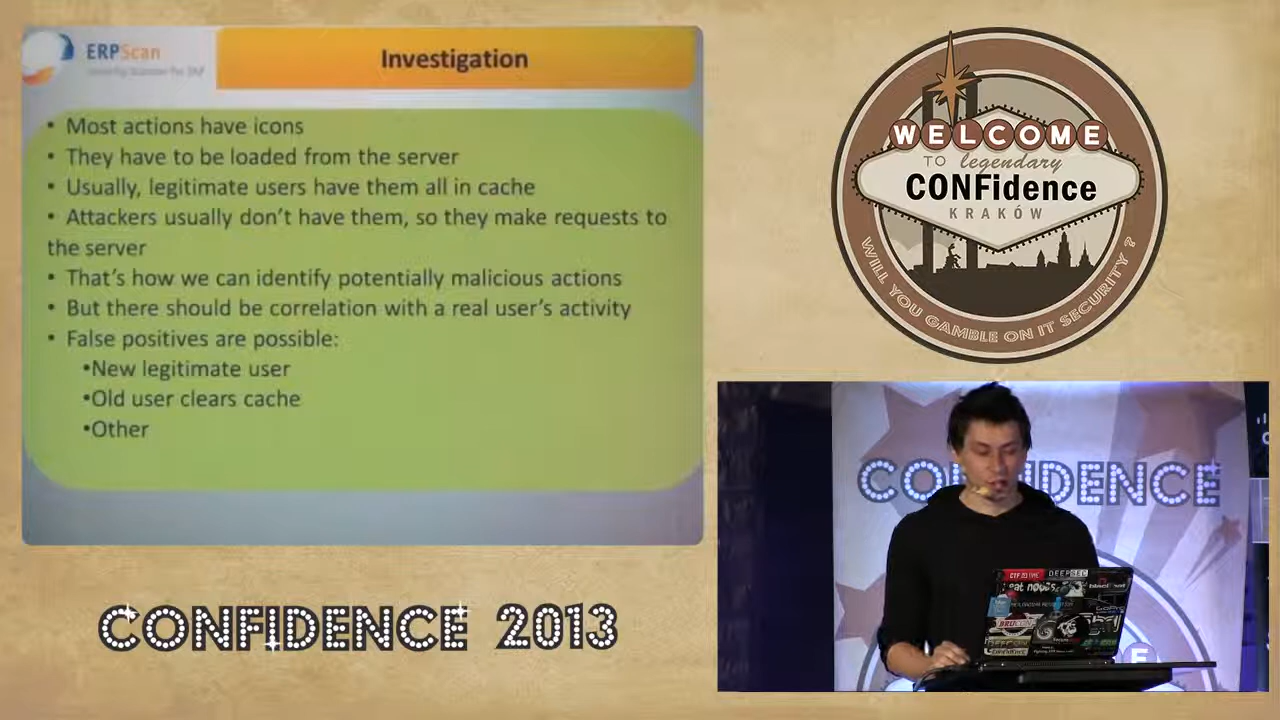 ERPScan
Investigation
• Most actions have icons
• They have to be loaded from the server
• Usually, legitimate users have them all in cache
• Attackers usually don't have them, so they make requests to
the server
• That's how we can identify potentially malicious actions
• But there should be correlation with a real user's activity
• False positives are possible:
•New legitimate user
•Old user clears cache
•Other
WELCOME
TO legendary
CONFidence
KRAKÓW
WILL YOU GAMBLE ON IT SECURITY?
CONFIDENCE
DEEPSEC
CONFIDENCE 2013